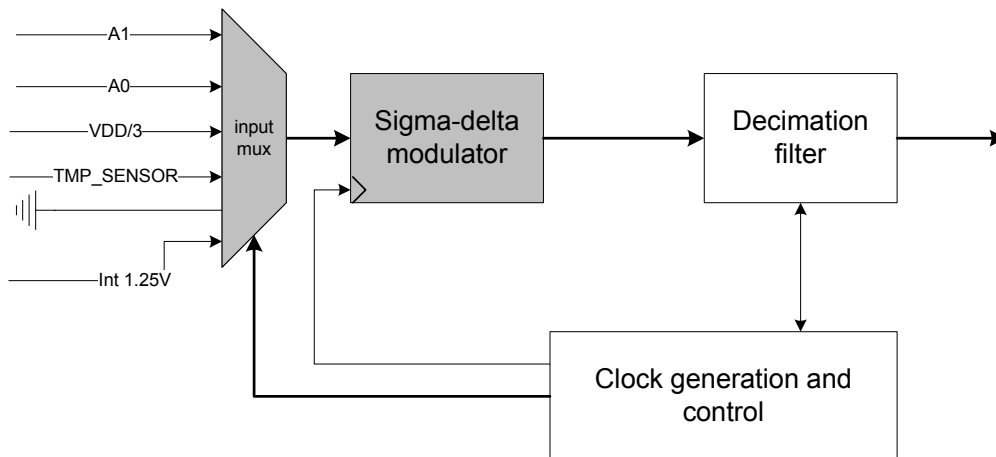 A1
A0
VDD/3
TMP_SENSOR
Int 1.25V
input
mux
Sigma-delta
modulator
Decimation
filter
Clock generation and
control